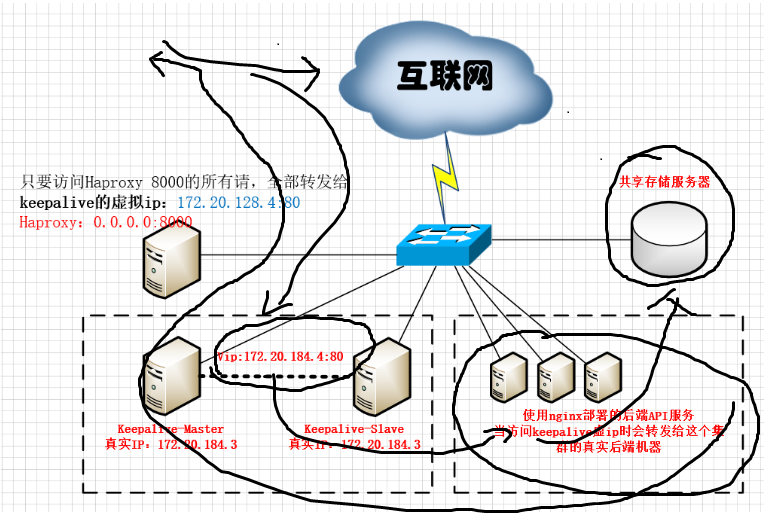 互联网
只要访问Haproxy 8000的所有请，全部转发给
keepalive的虚拟ip：172.20.128.4:80
Haproxy：0.0.0.0:8000
共享存储服务器
Vip:172.20.184.4:80
Keepalive-Master
真实IP：172.20.184.3
Keepalive-Slave
真实IP：172.20.184.3
使用nginx部署的后端API服务
当访问keepalive虚ip时会转发给这个集
群的真实后端机器